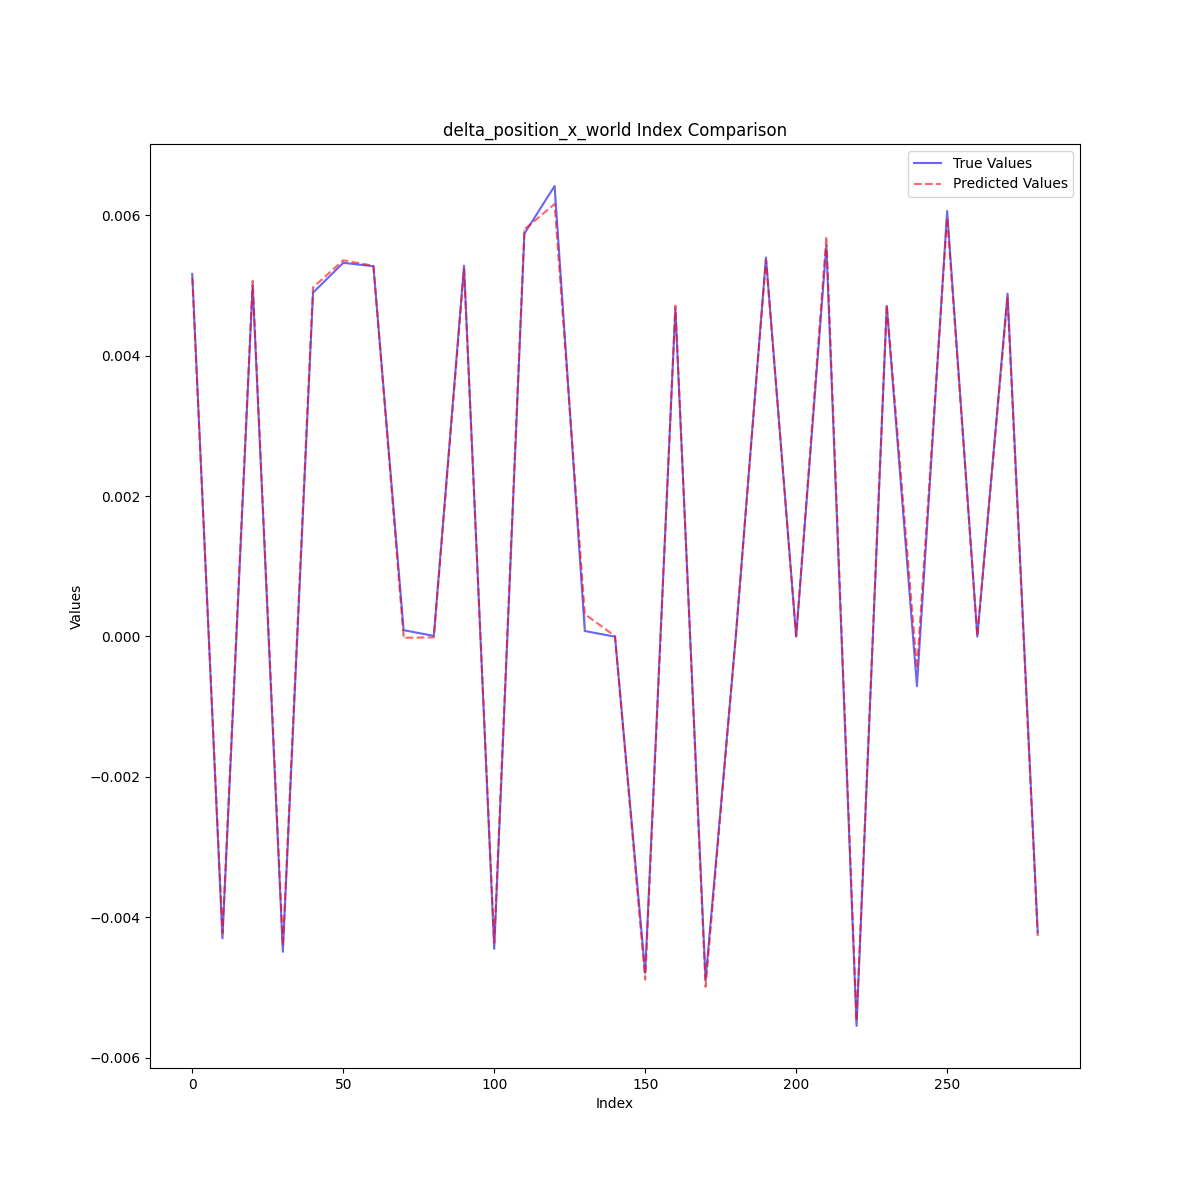 delta_position_x_world Index Comparison
True Values
Predicted Values
0.006
0.004
0.002
0.000
−0.002
−0.004
−0.006
Values
0 50 100 150 200 250
Index